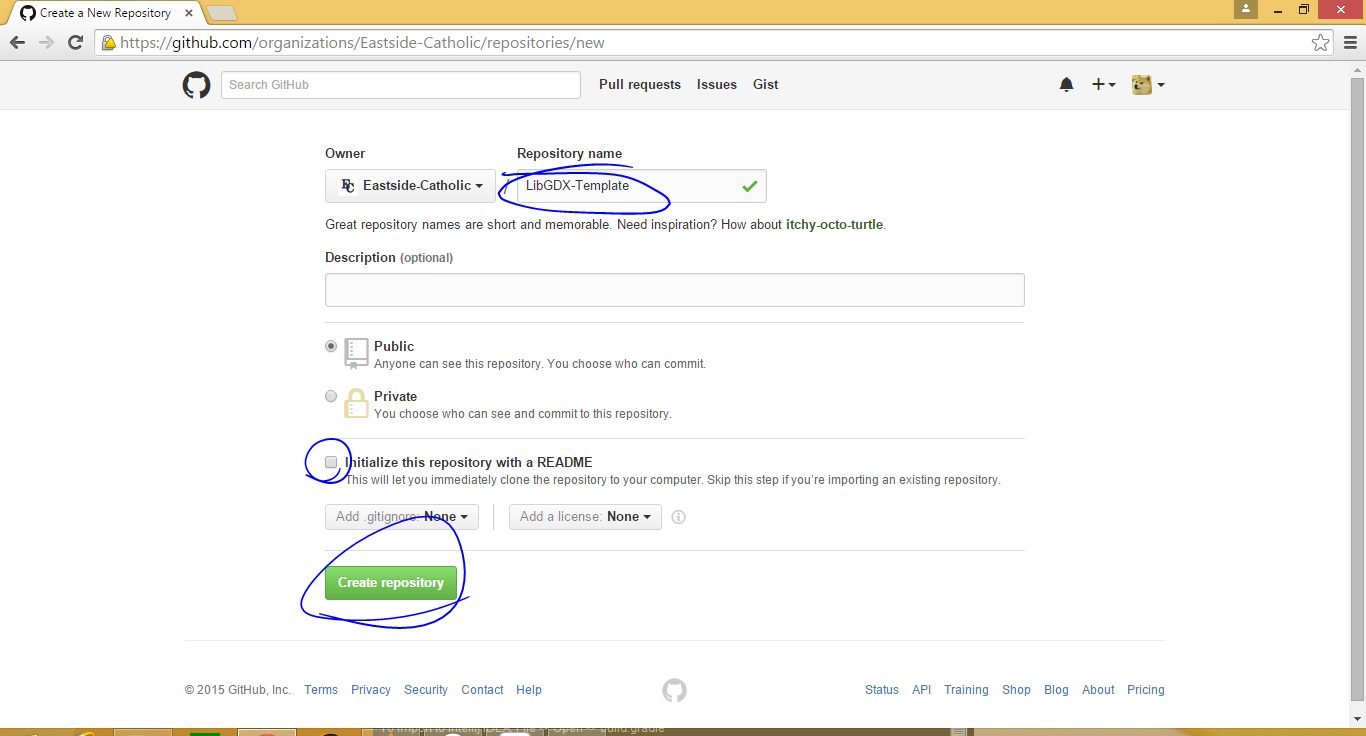 Create a New Repository
https://github.com/organizations/Eastside-Catholic/repositories/new
Search GitHub Pull requests Issues Gist
Owner Repository name
EC Eastside-Catholic / LibGDX-Template
Great repository names are short and memorable. Need inspiration? How about itchy-octo-turtle.
Description (optional)
Public
Anyone can see this repository. You choose who can commit.
Private
You choose who can see and commit to this repository.
Initialize this repository with a README
This will let you immediately clone the repository to your computer. Skip this step if you're importing an existing repository.
Add .gitignore: None Add a license: None
Create repository
© 2015 GitHub, Inc. Terms Privacy Security Contact Help Status API Training Shop Blog About Pricing